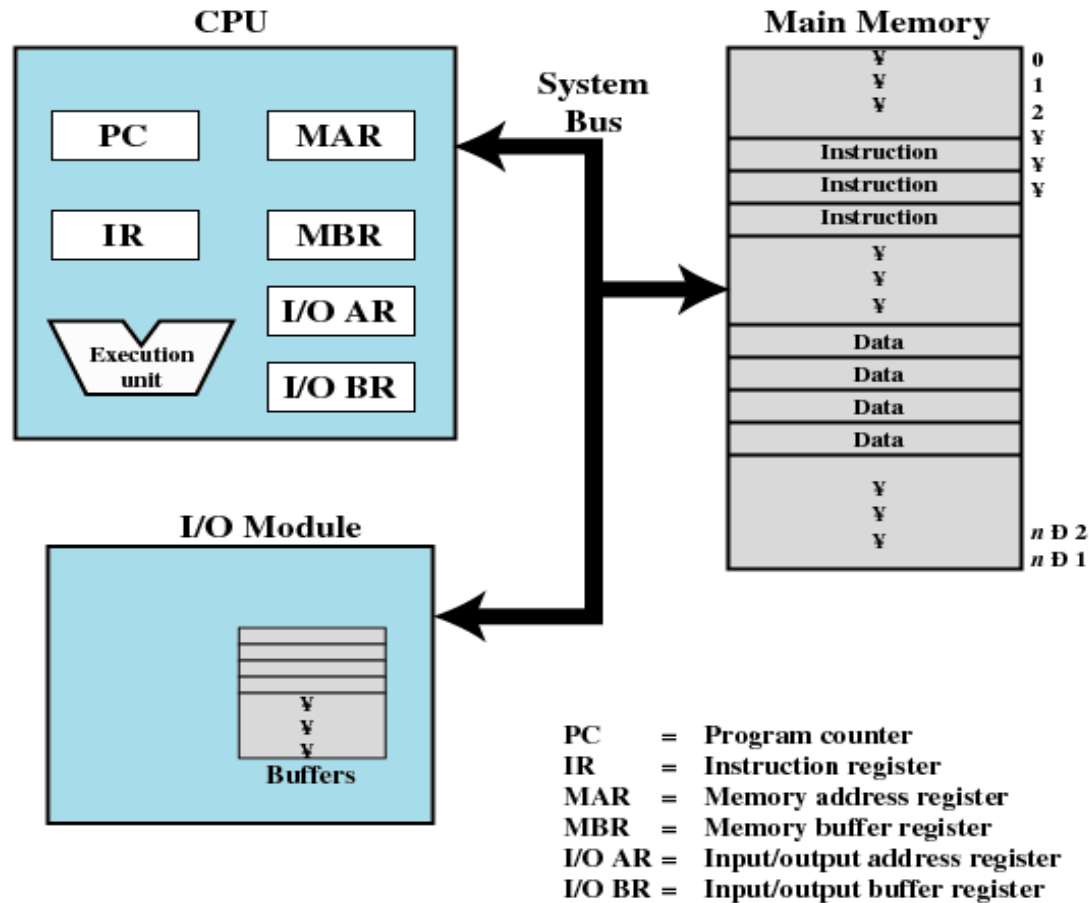 CPU
PC
MAR
IR
MBR
I/O AR
I/O BR
Execution
unit
System
Bus
Main Memory
¥
¥
¥
Instruction
Instruction
Instruction
¥
¥
¥
Data
Data
Data
Data
¥
¥
¥
0
1
2
¥
¥
¥
n Ð 2
n Ð 1
I/O Module
¥
¥
¥
Buffers
PC = Program counter
IR = Instruction register
MAR = Memory address register
MBR = Memory buffer register
I/O AR = Input/output address register
I/O BR = Input/output buffer register